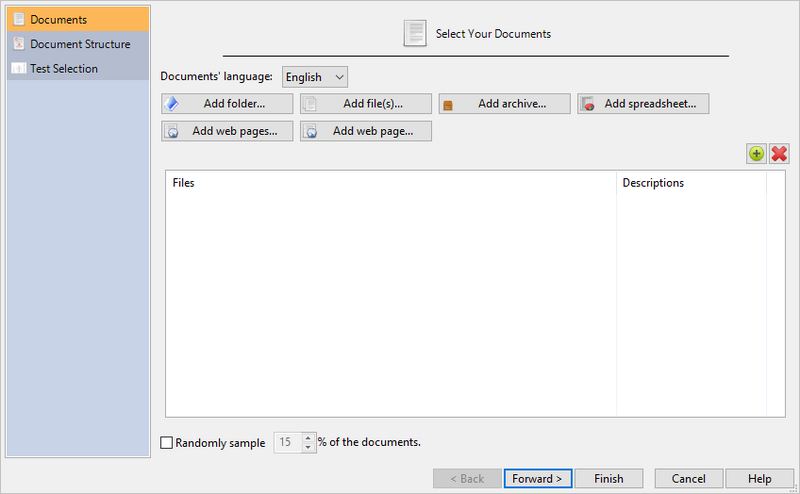 Documents
Document Structure
Test Selection
Select Your Documents
Documents' language: English
Add folder... Add file(s)... Add archive... Add spreadsheet...
Add web pages... Add web page...
Files Descriptions
Randomly sample 15 % of the documents.
< Back Forward > Finish Cancel Help